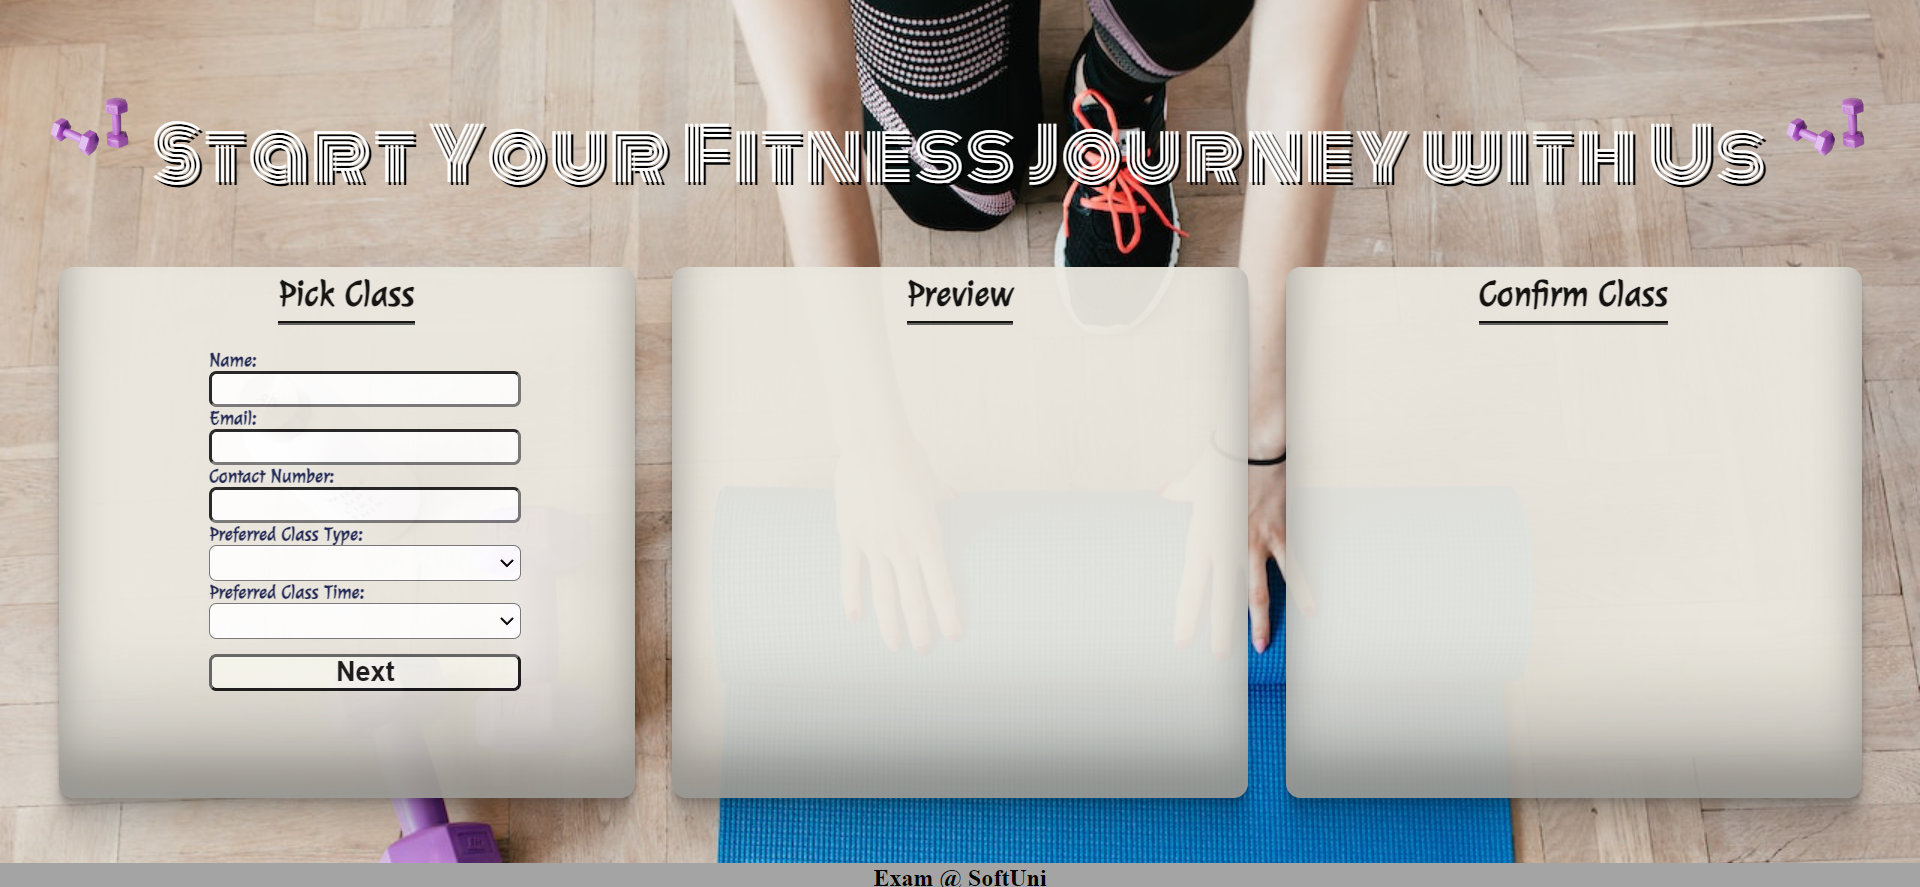 Start Your Fitness Journey with Us
Pick Class
Name:
Email:
Contact Number:
Preferred Class Type:
Preferred Class Time:
Next
Preview
Confirm Class
Exam @ SoftUni